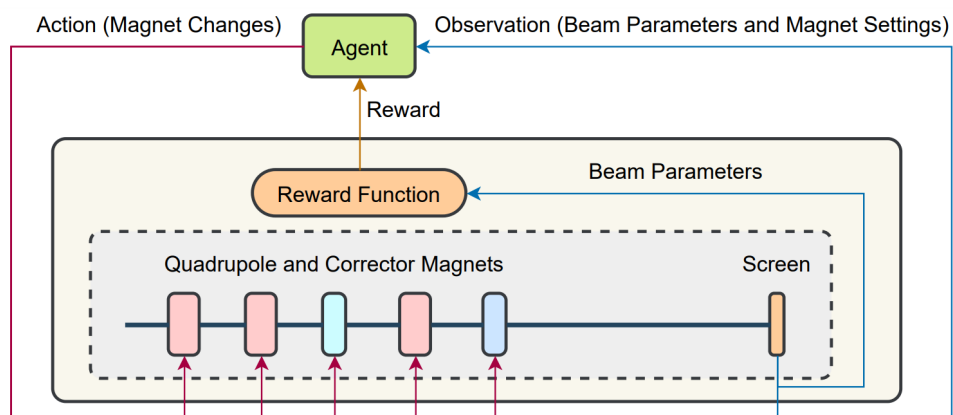 Action (Magnet Changes)
Agent
Observation (Beam Parameters and Magnet Settings)
Reward
Reward Function
Beam Parameters
Quadrupole and Corrector Magnets
Screen